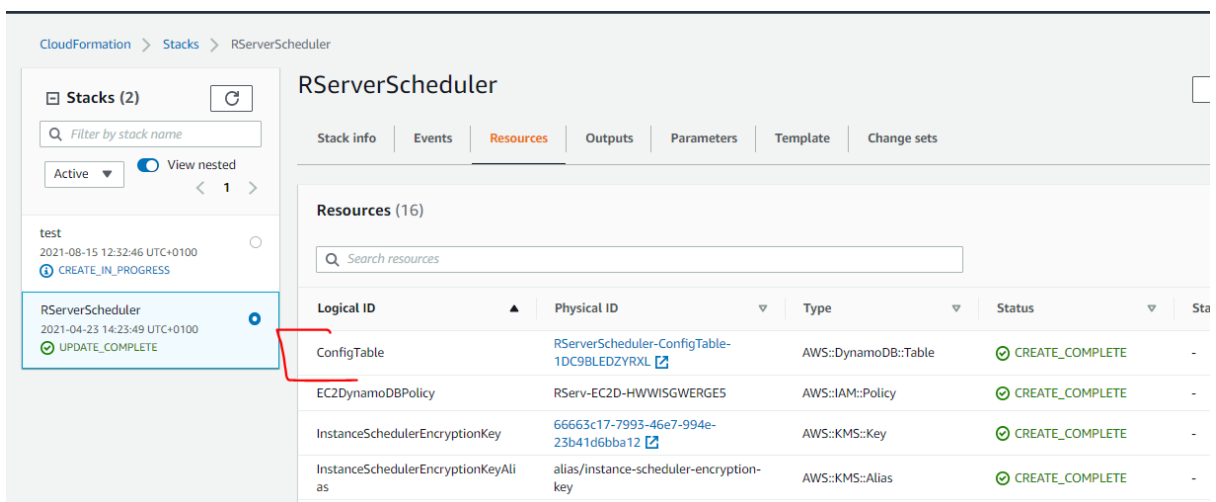 CloudFormation > Stacks > RServerScheduler
Stacks (2)
Filter by stack name
Active
View nested
< 1 >
test
2021-08-15 12:32:46 UTC+0100
CREATE_IN_PROGRESS
RServerScheduler
2021-04-23 14:23:49 UTC+0100
UPDATE_COMPLETE
RServerScheduler
Stack info Events Resources Outputs Parameters Template Change sets
Resources (16)
Search resources
Logical ID Physical ID Type Status Sta
ConfigTable RServerScheduler-ConfigTable-
1DC9BLEDZYRXL AWS::DynamoDB::Table CREATE_COMPLETE -
EC2DynamoDBPolicy RServ-EC2D-HWWISGWERGE5 AWS::IAM::Policy CREATE_COMPLETE -
InstanceSchedulerEncryptionKey 66663c17-7993-46e7-994e-
23b41d6bba12 AWS::KMS::Key CREATE_COMPLETE -
InstanceSchedulerEncryptionKeyAli alias/instance-scheduler-encryption-
as key AWS::KMS::Alias CREATE_COMPLETE -